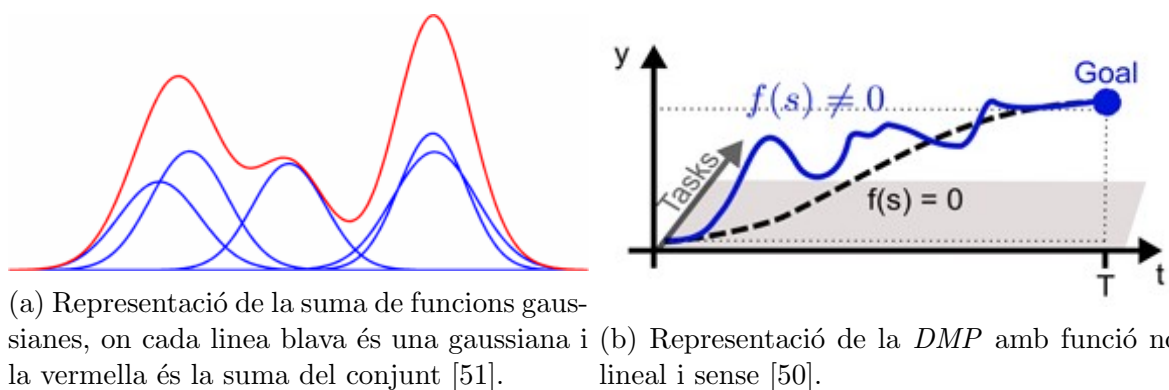 y
Goal
f(s) ≠ 0
Tasks
f(s) = 0
t
T
(a) Representació de la suma de funcions gaus-
sianes, on cada linea blava és una gaussiana i
la vermella és la suma del conjunt [51].
(b) Representació de la DMP amb funció no
lineal i sense [50].